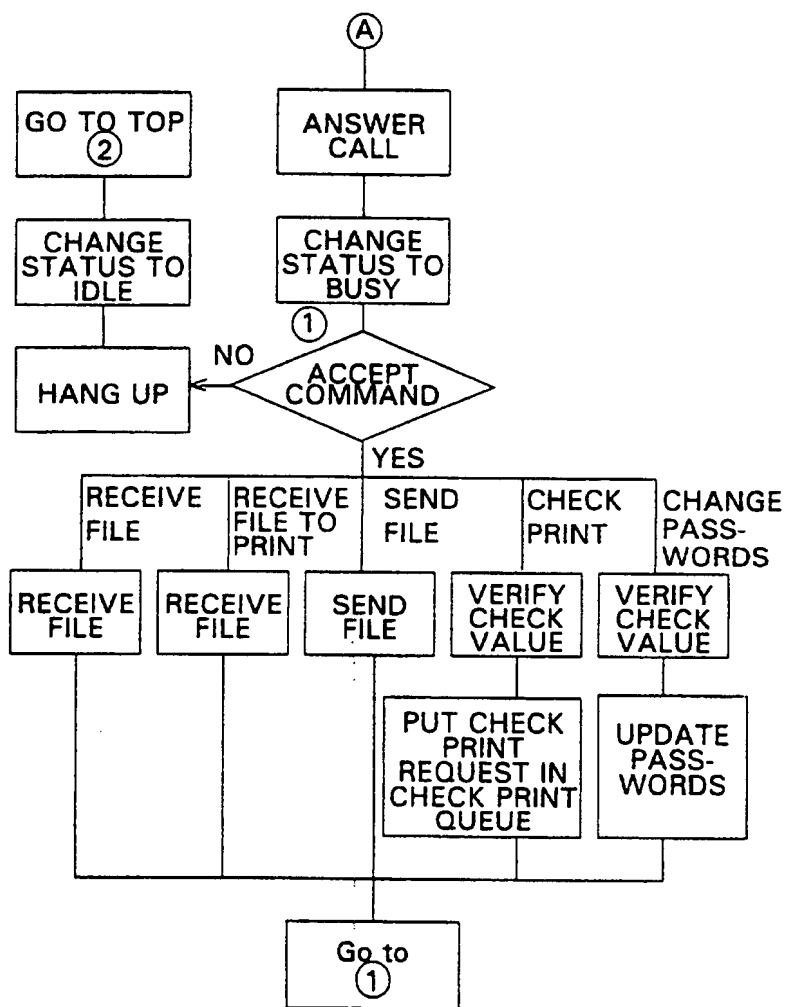 A
GO TO TOP
2
ANSWER
CALL
CHANGE
STATUS TO
IDLE
CHANGE
STATUS TO
BUSY
1
NO
HANG UP
ACCEPT
COMMAND
YES
RECEIVE
FILE
RECEIVE
FILE TO
PRINT
SEND
FILE
CHECK
PRINT
CHANGE
PASS-
WORDS
RECEIVE
FILE
RECEIVE
FILE
SEND
FILE
VERIFY
CHECK
VALUE
VERIFY
CHECK
VALUE
PUT CHECK
PRINT
REQUEST IN
CHECK PRINT
QUEUE
UPDATE
PASS-
WORDS
Go to
1